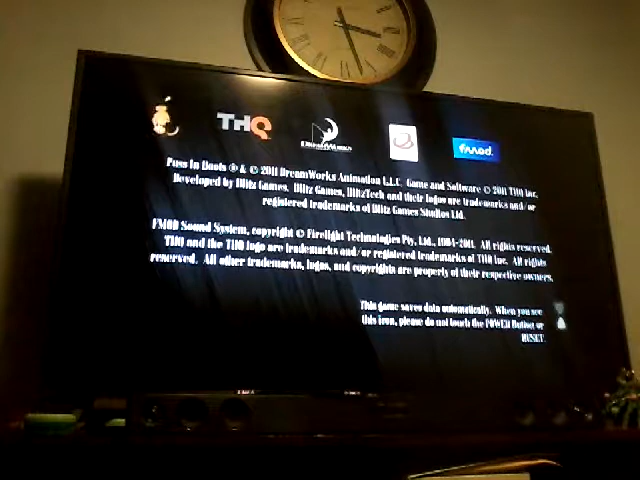 THQ
DREAMWORKS
fmod.
Puss In Boots ® & © 2011 DreamWorks Animation L.L.C. Game and Software © 2011 THQ Inc.
Developed by Blitz Games. Blitz Games, BlitzTech and their logos are trademarks and/or
registered trademarks of Blitz Games Studios Ltd.
FMOD Sound System, copyright © Firelight Technologies Pty, Ltd., 1994-2011. All rights reserved.
THQ and the THQ logo are trademarks and/or registered trademarks of THQ Inc. All rights
reserved. All other trademarks, logos, and copyrights are property of their respective owners.
This game saves data automatically. When you see
this icon, please do not touch the POWER Button or
RESET.